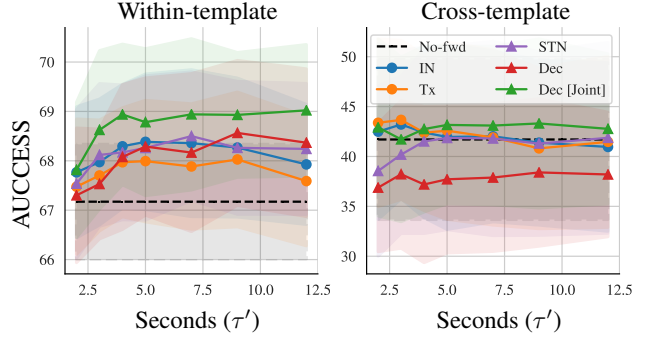 Within-template
Cross-template
AUCCESS
70
69
68
67
66
2.5 5.0 7.5 10.0 12.5
Seconds (τ′)
50
45
40
35
30
No-fwd
IN
Tx
STN
Dec
Dec [Joint]
2.5 5.0 7.5 10.0 12.5
Seconds (τ′)